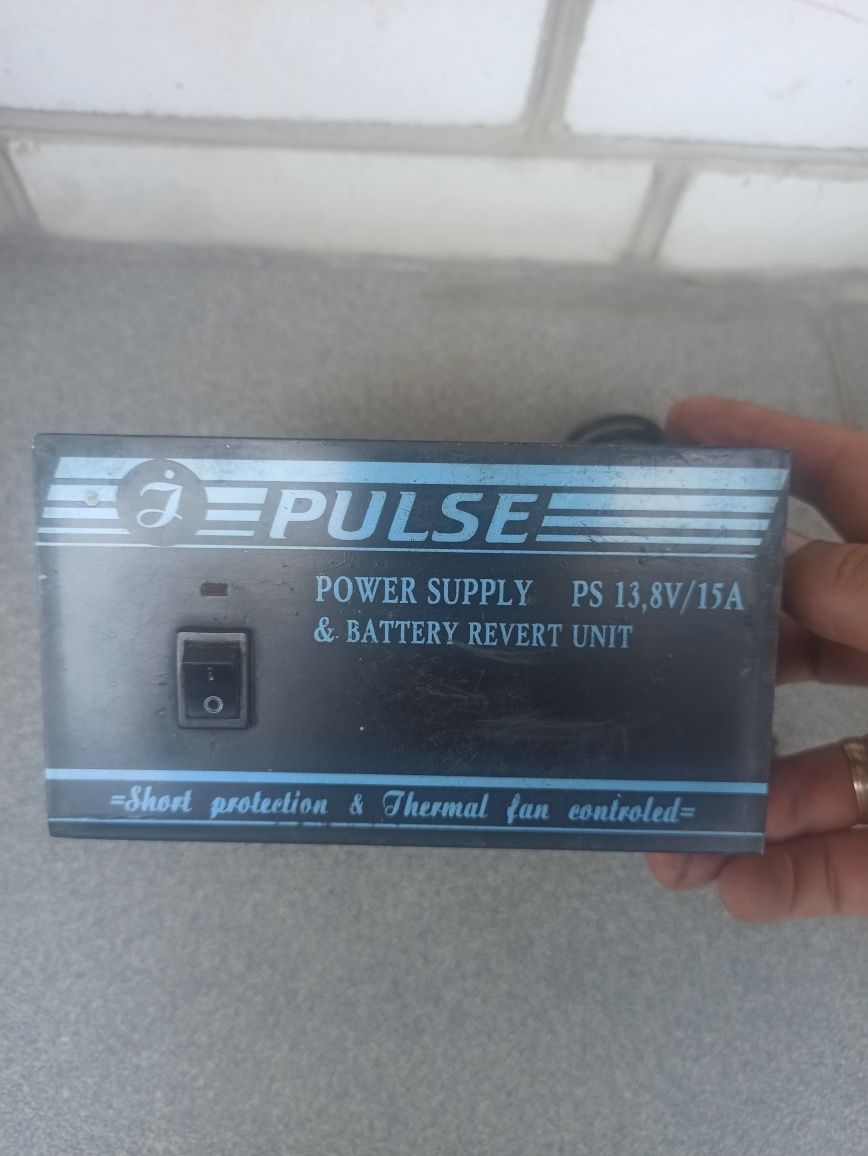 J PULSE
POWER SUPPLY PS 13,8V/15A
& BATTERY REVERT UNIT
=Short protection & Thermal fan controled=